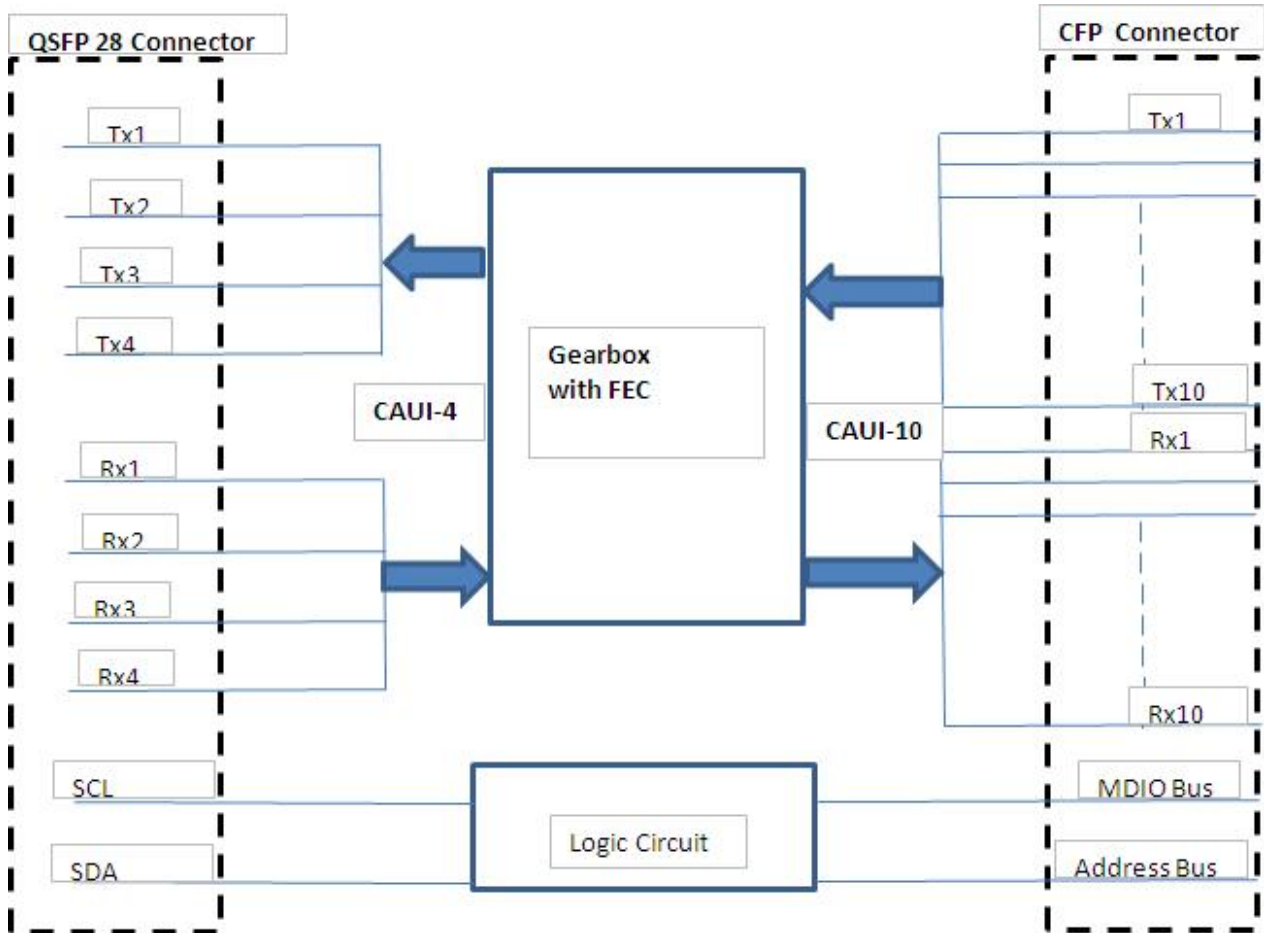 QSFP 28 Connector
CFP Connector
Tx1
Tx2
Tx3
Tx4
Rx1
Rx2
Rx3
Rx4
SCL
SDA
CAUI-4
Gearbox
with FEC
CAUI-10
Logic Circuit
Tx1
Tx10
Rx1
Rx10
MDIO Bus
Address Bus